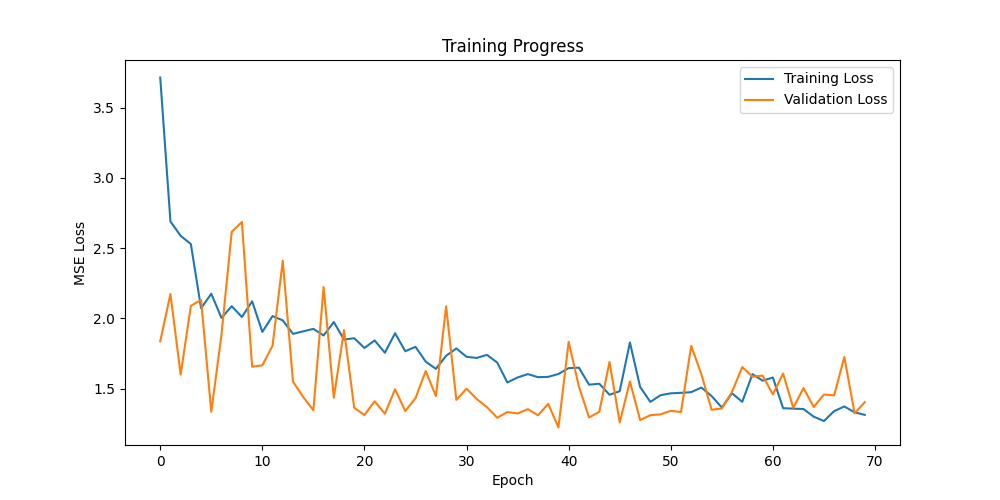 Training Progress
Training Loss
Validation Loss
MSE Loss
3.5
3.0
2.5
2.0
1.5
0 10 20 30 40 50 60 70
Epoch